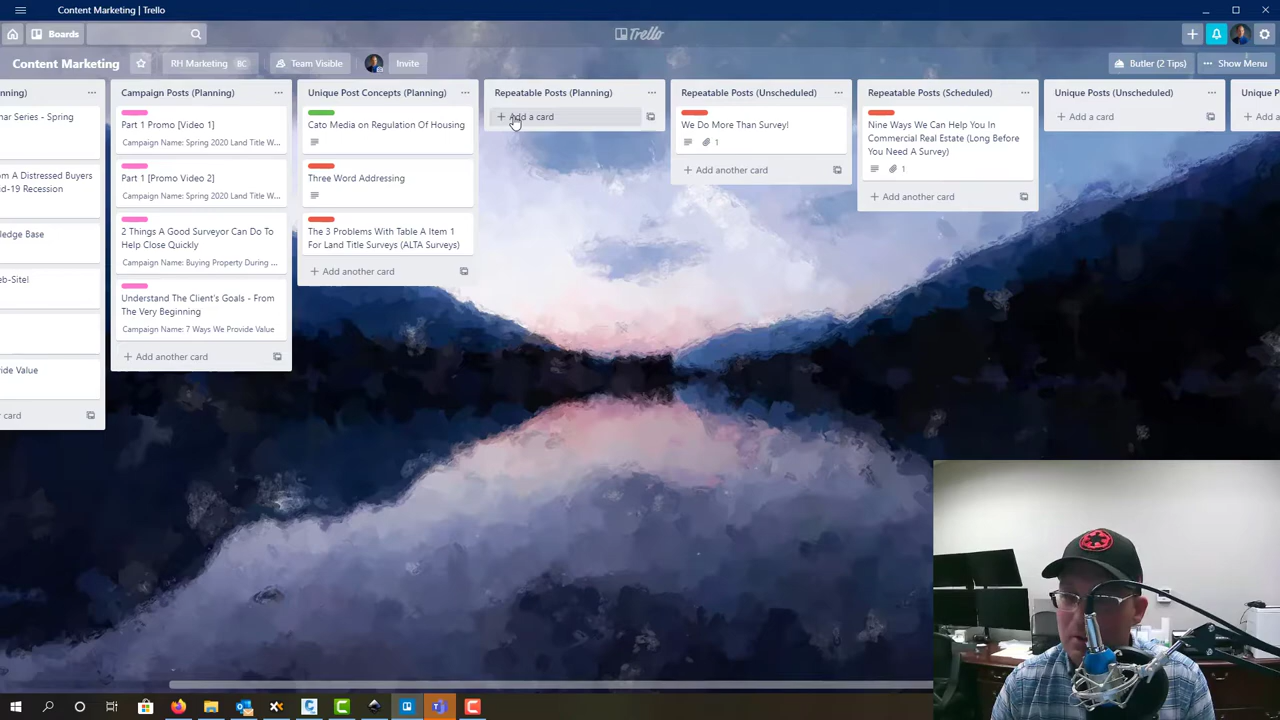 Content Marketing | Trello
Boards
Trello
Content Marketing
RH Marketing BC
Team Visible
Invite
Butler (2 Tips)
Show Menu
nning)
nar Series - Spring
m A Distressed Buyers
id-19 Recession
ledge Base
eb-Site!
ide Value
r card
Campaign Posts (Planning)
Part 1 Promo [Video 1]
Campaign Name: Spring 2020 Land Title W...
Part 1 [Promo Video 2]
Campaign Name: Spring 2020 Land Title W...
2 Things A Good Surveyor Can Do To
Help Close Quickly
Campaign Name: Buying Property During ...
Understand The Client's Goals - From
The Very Beginning
Campaign Name: 7 Ways We Provide Value
+ Add another card
Unique Post Concepts (Planning)
Cato Media on Regulation Of Housing
Three Word Addressing
The 3 Problems With Table A Item 1
For Land Title Surveys (ALTA Surveys)
+ Add another card
Repeatable Posts (Planning)
+ Add a card
Repeatable Posts (Unscheduled)
We Do More Than Survey!
1
+ Add another card
Repeatable Posts (Scheduled)
Nine Ways We Can Help You In
Commercial Real Estate (Long Before
You Need A Survey)
1
+ Add another card
Unique Posts (Unscheduled)
+ Add a card
Unique P
+ Add a